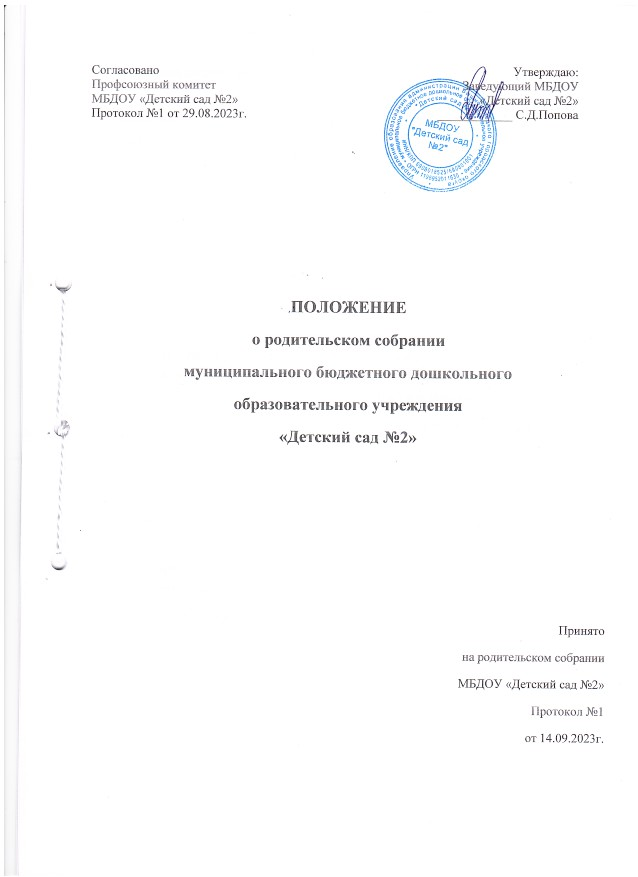 Согласовано
Профсоюзный комитет
МБДОУ «Детский сад №2»
Протокол №1 от 29.08.2023г.
Утверждаю:
Заведующий МБДОУ
«Детский сад №2»
____________ С.Д.Попова
МБДОУ
"Детский сад
№2"
ПОЛОЖЕНИЕ
о родительском собрании
муниципального бюджетного дошкольного
образовательного учреждения
«Детский сад №2»
Принято
на родительском собрании
МБДОУ «Детский сад №2»
Протокол №1
от 14.09.2023г.